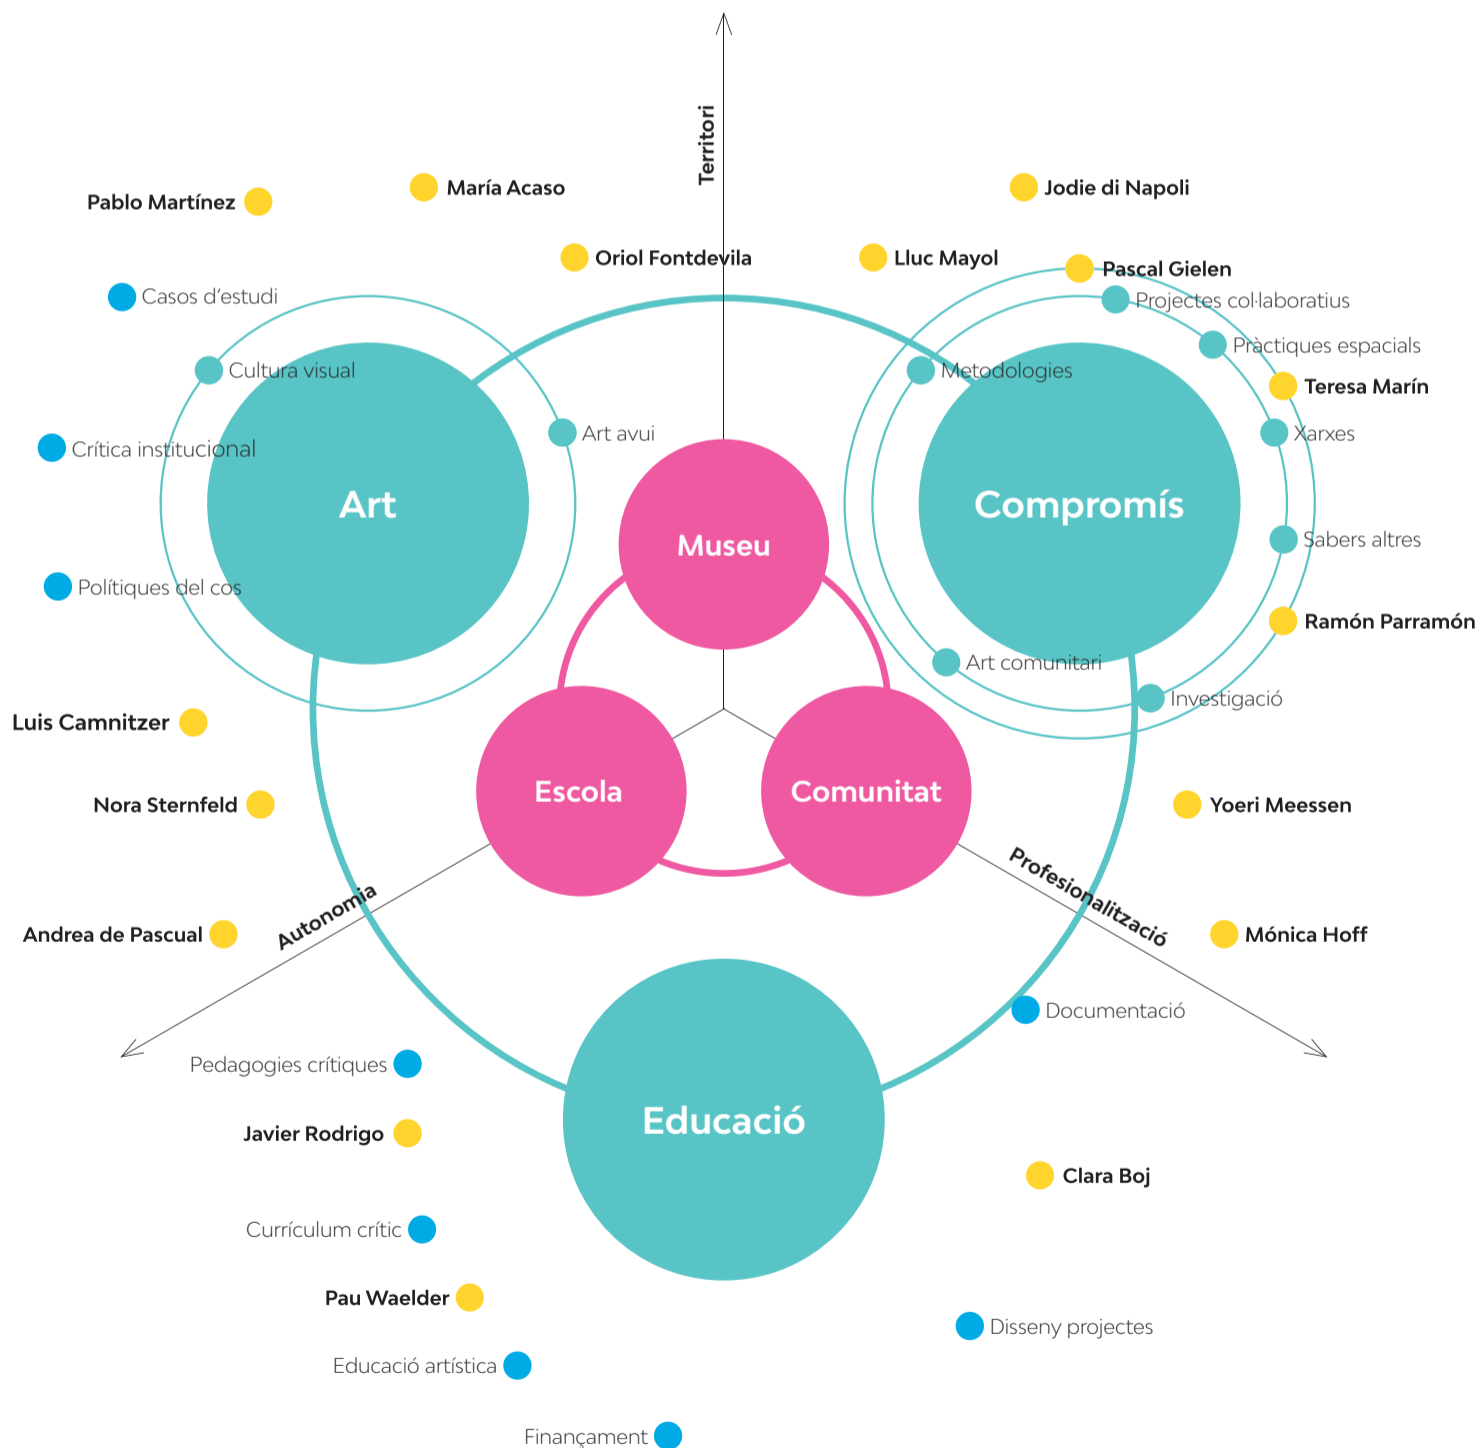 Territori
María Acaso
Jodie di Napoli
Pablo Martínez
Oriol Fontdevila
Lluc Mayol
Pascal Gielen
Casos d'estudi
Projectes col·laboratius
Pràctiques espacials
Cultura visual
Metodologies
Teresa Marín
Art avui
Xarxes
Crítica institucional
Art
Compromís
Museu
Sabers altres
Polítiques del cos
Ramón Parramón
Art comunitari
Investigació
Luis Camnitzer
Escola
Comunitat
Nora Sternfeld
Yoeri Meessen
Profesionalització
Autonomia
Andrea de Pascual
Mónica Hoff
Documentació
Pedagogies crítiques
Educació
Javier Rodrigo
Clara Boj
Currículum crític
Pau Waelder
Disseny projectes
Educació artística
Finançament